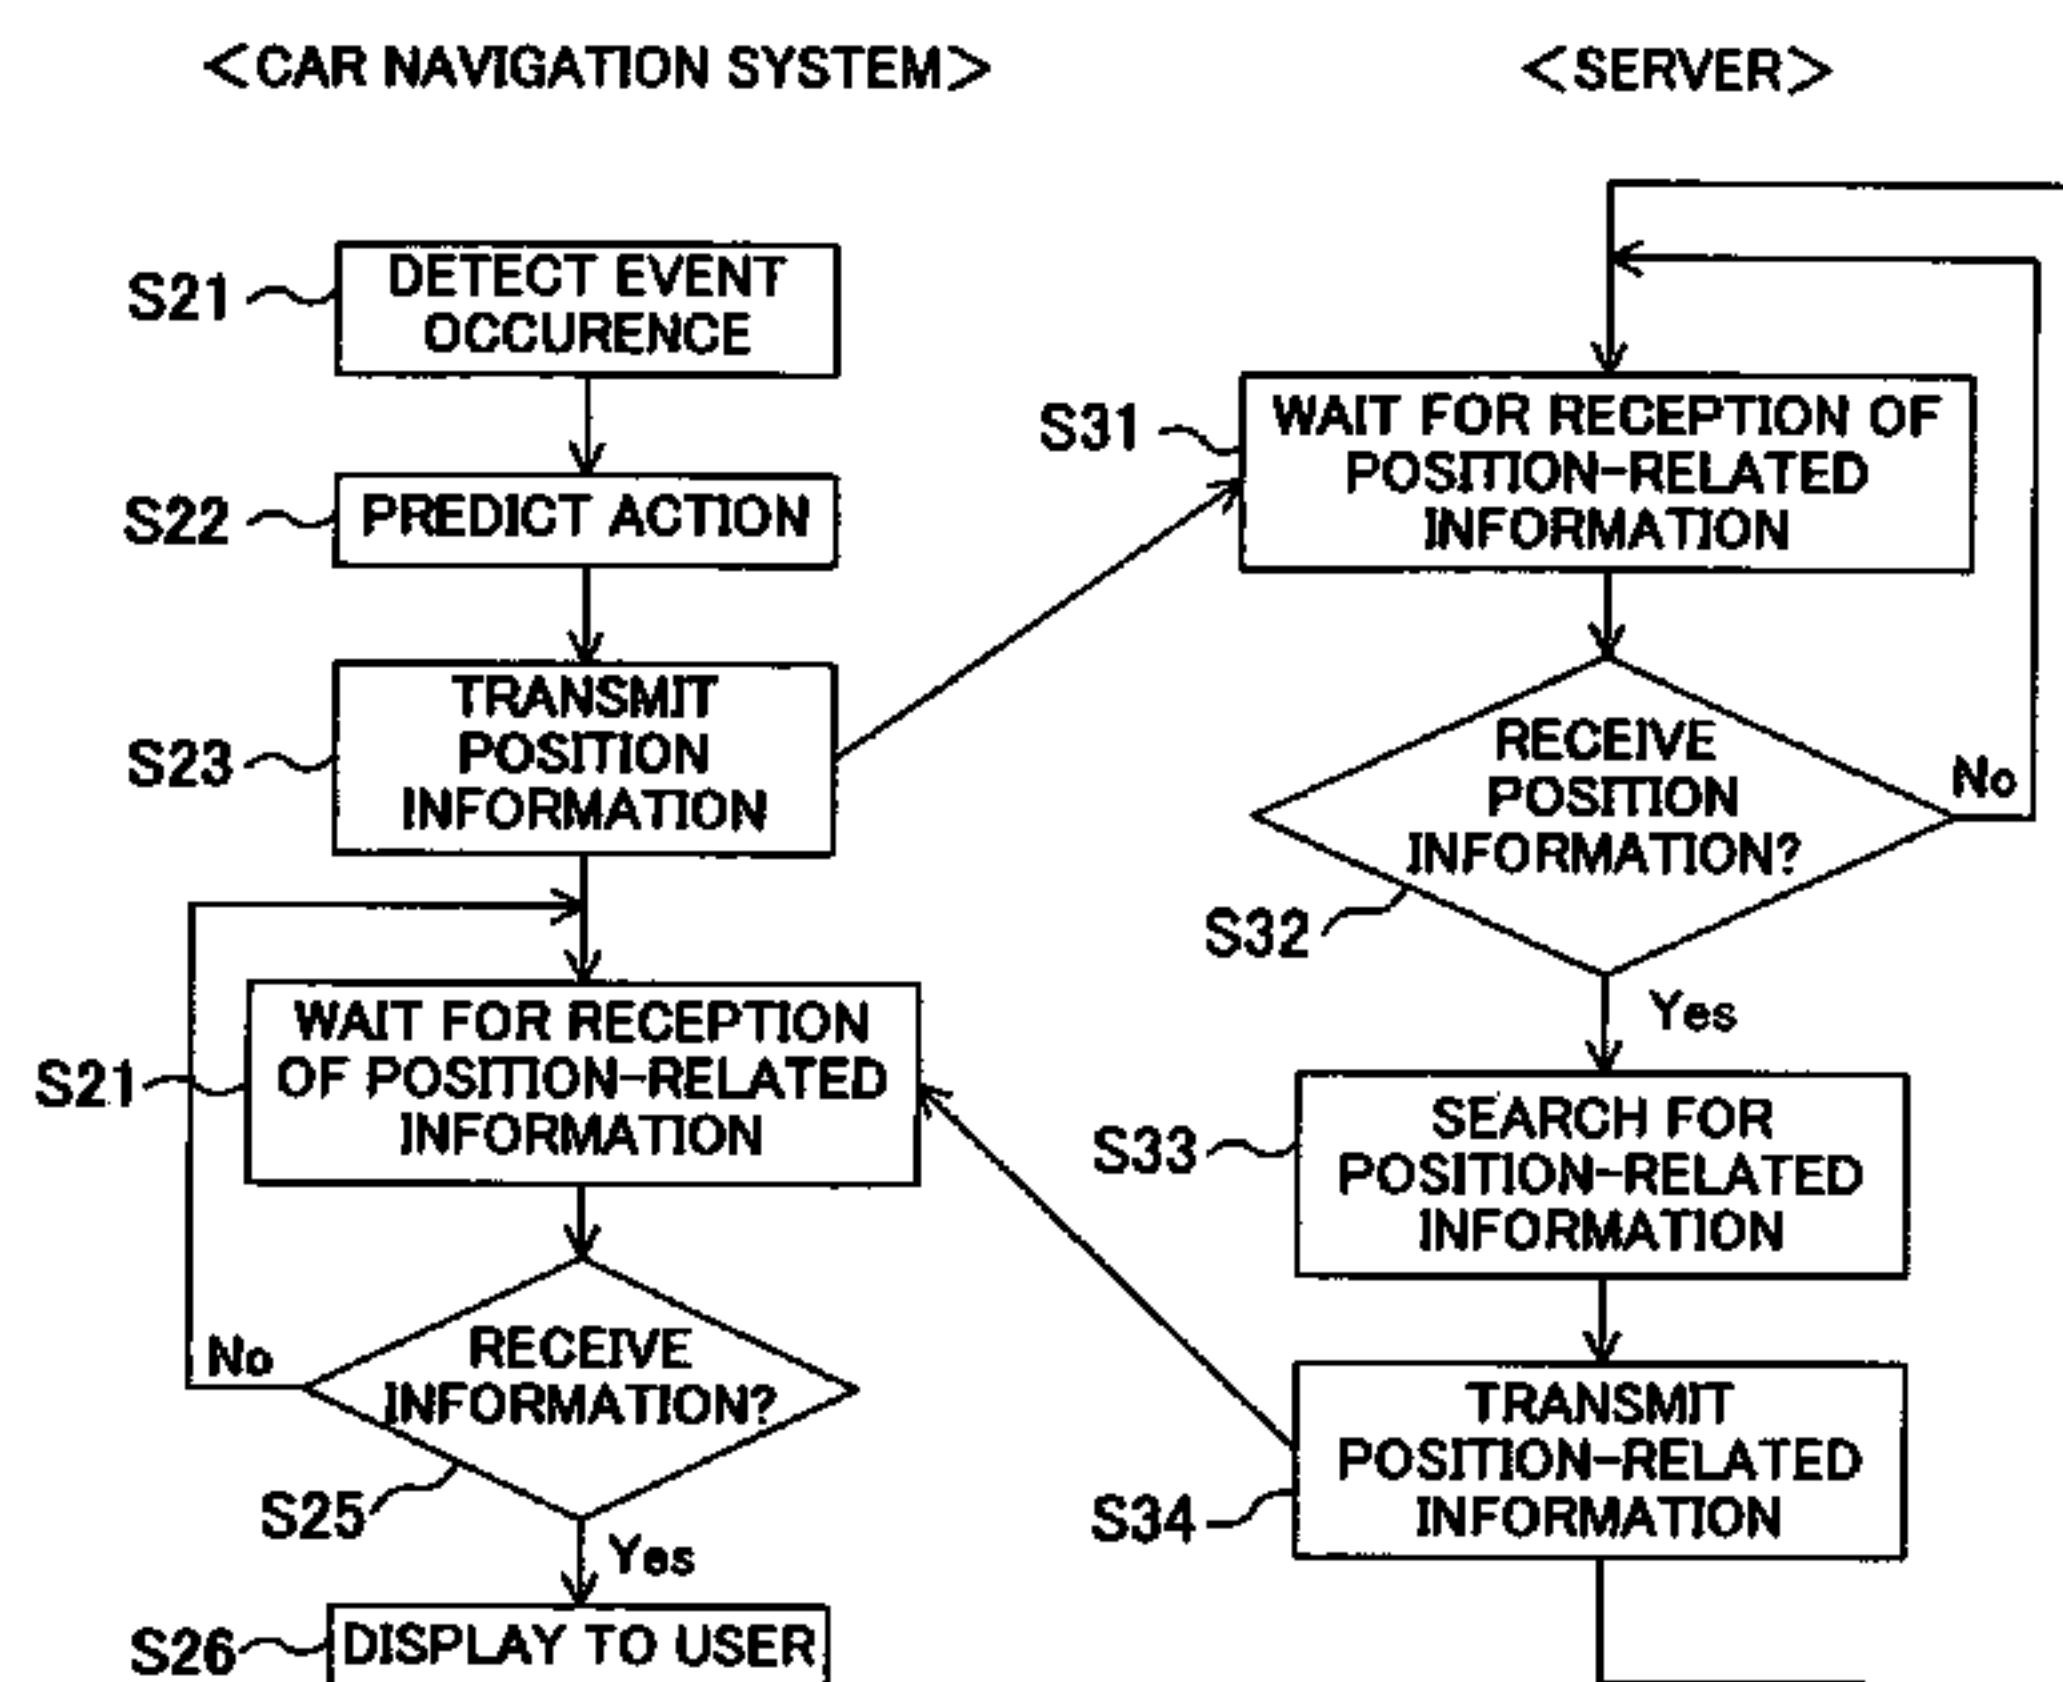 <CAR NAVIGATION SYSTEM>
S21
DETECT EVENT
OCCURENCE
S22
PREDICT ACTION
S23
TRANSMIT
POSITION
INFORMATION
S21
WAIT FOR RECEPTION
OF POSITION-RELATED
INFORMATION
No
RECEIVE
INFORMATION?
S25
Yes
S26
DISPLAY TO USER
<SERVER>
S31
WAIT FOR RECEPTION OF
POSITION-RELATED
INFORMATION
RECEIVE
POSITION
INFORMATION?
No
S32
Yes
S33
SEARCH FOR
POSITION-RELATED
INFORMATION
S34
TRANSMIT
POSITION-RELATED
INFORMATION